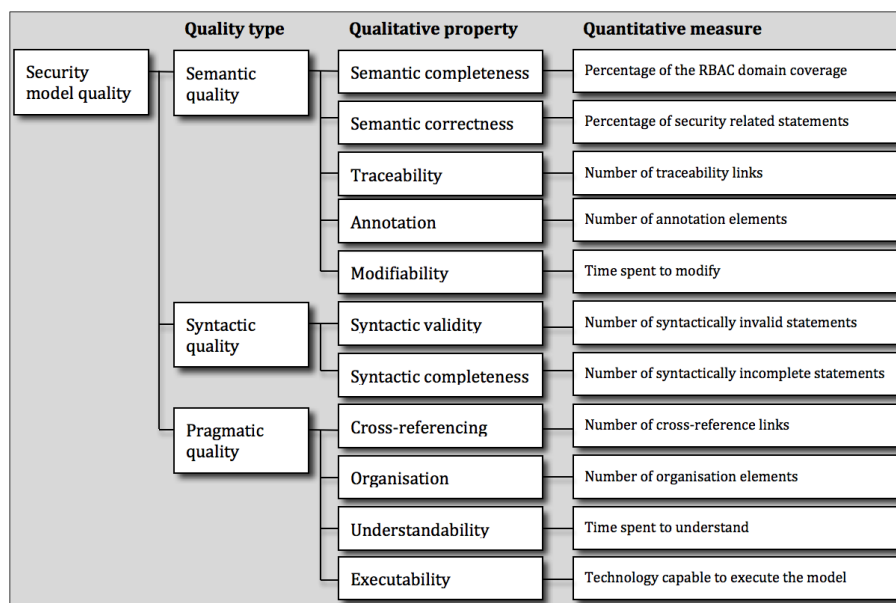 Quality type
Qualitative property
Quantitative measure
Security
model quality
Semantic
quality
Semantic completeness
Percentage of the RBAC domain coverage
Semantic correctness
Percentage of security related statements
Traceability
Number of traceability links
Annotation
Number of annotation elements
Modifiability
Time spent to modify
Syntactic
quality
Syntactic validity
Number of syntactically invalid statements
Syntactic completeness
Number of syntactically incomplete statements
Pragmatic
quality
Cross-referencing
Number of cross-reference links
Organisation
Number of organisation elements
Understandability
Time spent to understand
Executability
Technology capable to execute the model